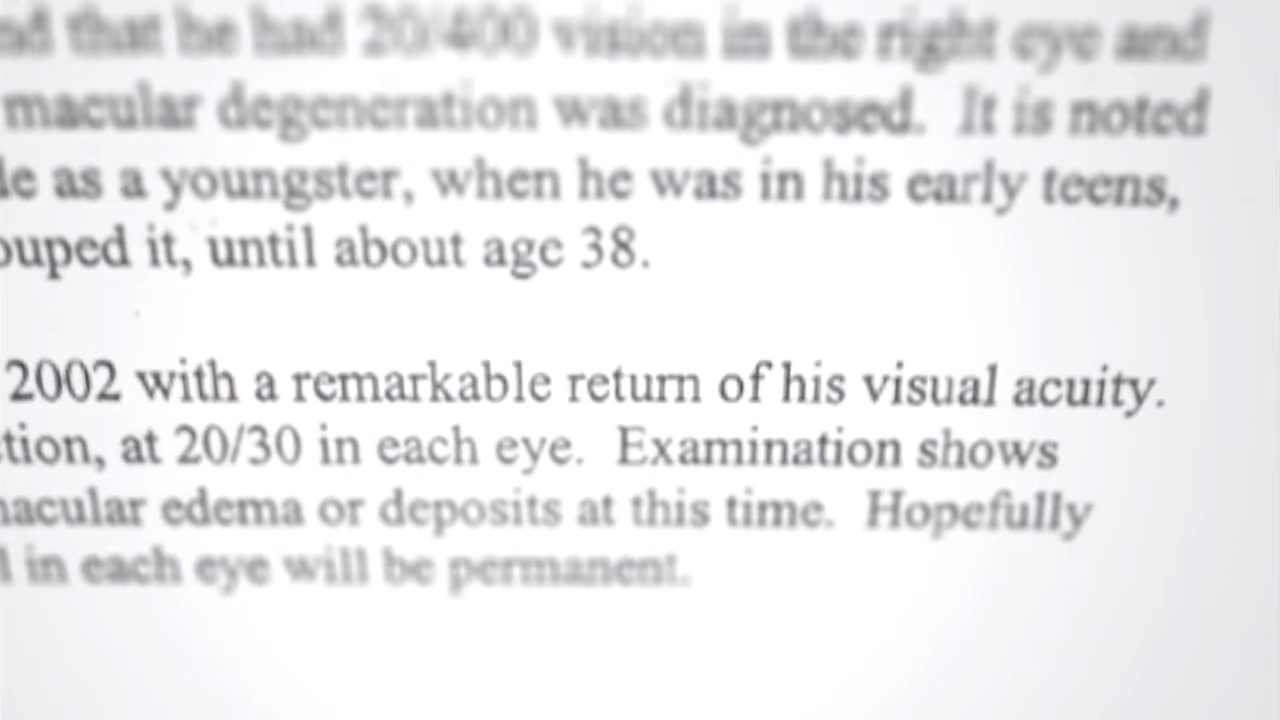 that he had 20/400 vision in the right eye and
macular degeneration was diagnosed. It is noted
as a youngster, when he was in his early teens,
it, until about age 38.
2002 with a remarkable return of his visual acuity.
at 20/30 in each eye. Examination shows
edema or deposits at this time. Hopefully
in each eye will be permanent.